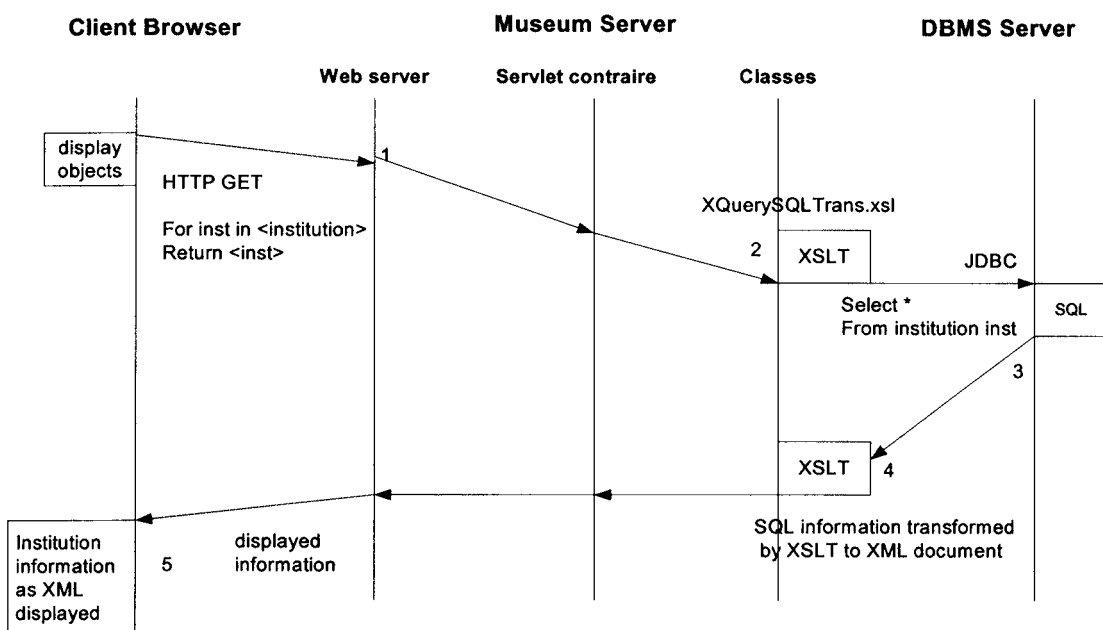 Client Browser
Museum Server
DBMS Server
Web server
Servlet contraire
Classes
display
objects
1
HTTP GET
For inst in <institution>
Return <inst>
XQuerySQLTrans.xsl
2
XSLT
JDBC
Select *
From institution inst
SQL
3
XSLT
4
SQL information transformed
by XSLT to XML document
displayed
information
5
Institution
information
as XML
displayed